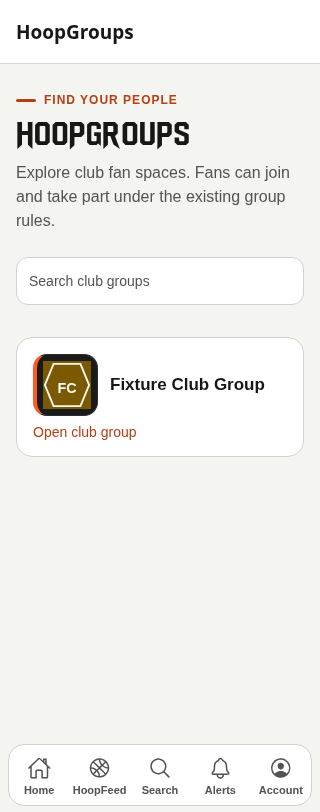 HoopGroups
FIND YOUR PEOPLE
HOOPGROUPS
Explore club fan spaces. Fans can join
and take part under the existing group
rules.
Search club groups
FC
Fixture Club Group
Open club group
Home HoopFeed Search Alerts Account